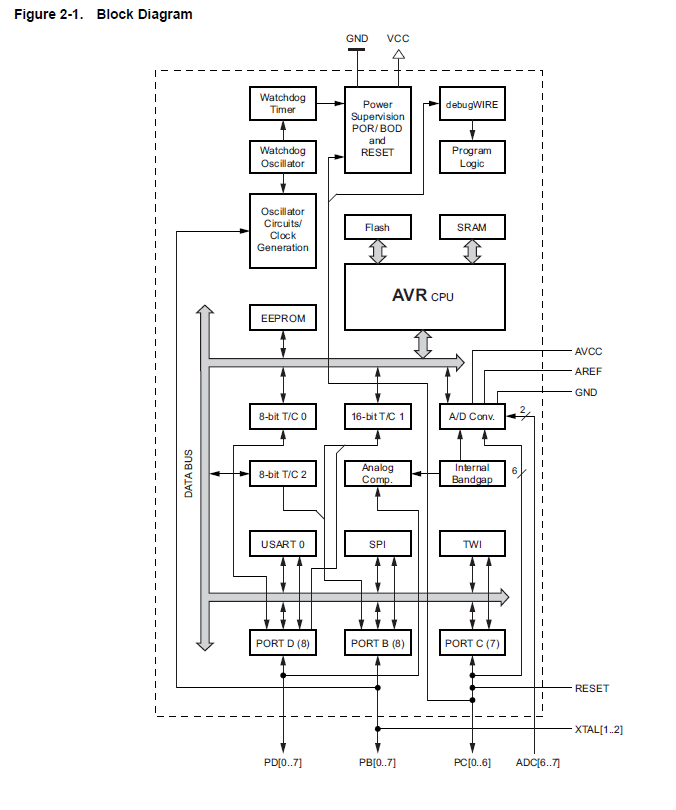 Figure 2-1. Block Diagram
GND
VCC
Watchdog
Timer
Power
Supervision
POR/ BOD
and
RESET
debugWIRE
Watchdog
Oscillator
Program
Logic
Oscillator
Circuits/
Clock
Generation
Flash
SRAM
AVR CPU
EEPROM
AVCC
AREF
GND
8-bit T/C 0
16-bit T/C 1
A/D Conv.
2
DATA BUS
8-bit T/C 2
Analog
Comp.
Internal
Bandgap
6
USART 0
SPI
TWI
PORT D (8)
PORT B (8)
PORT C (7)
RESET
XTAL[1..2]
PD[0..7]
PB[0..7]
PC[0..6]
ADC[6..7]